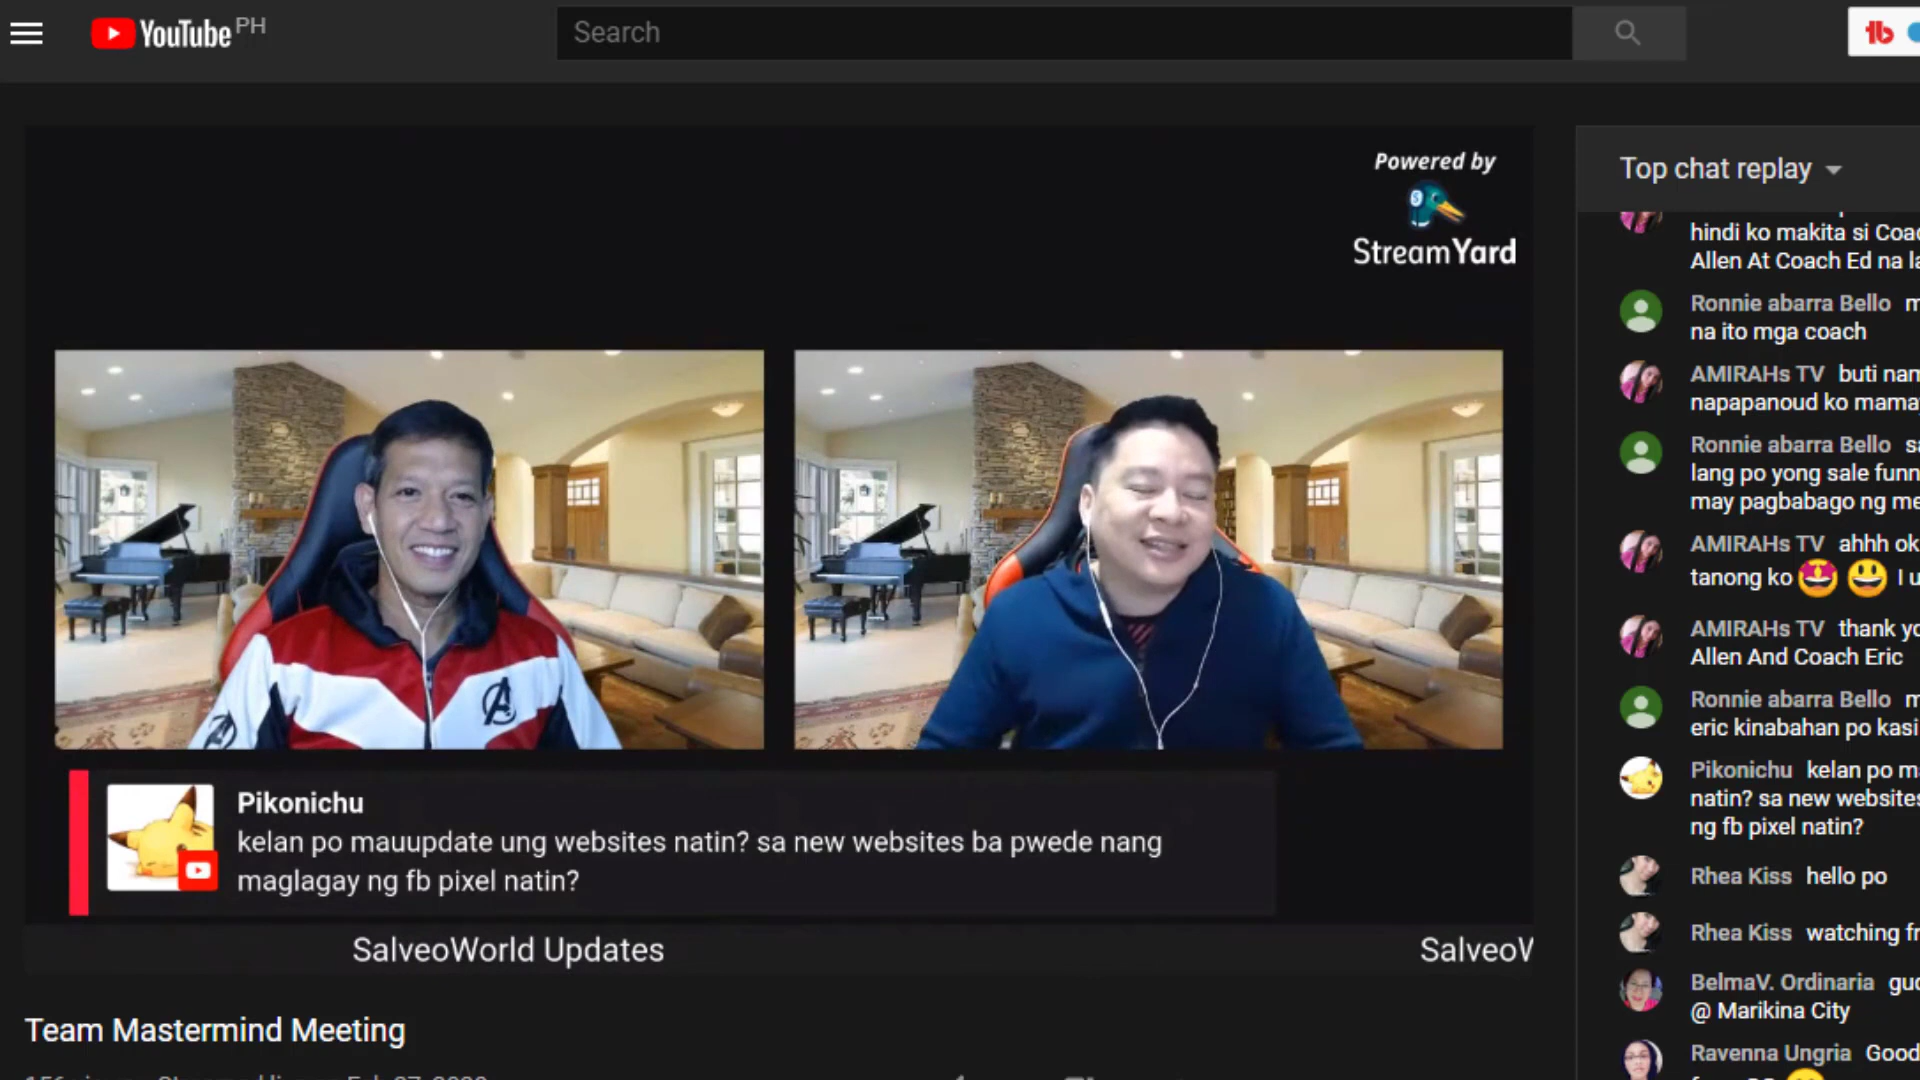 YouTube PH
Search
Powered by
StreamYard
Pikonichu
kelan po mauupdate ung websites natin? sa new websites ba pwede nang
maglagay ng fb pixel natin?
SalveoWorld Updates
Team Mastermind Meeting
Top chat replay
hindi ko makita si
Allen At Coach Ed na
Ronnie abarra Bello
na ito mga coach
AMIRAHs TV buti
napapanoud ko
Ronnie abarra Bello
lang po yong sale
may pagbabago ng
AMIRAHs TV ahhh
tanong ko 🤩 😃 I
AMIRAHs TV thank
Allen And Coach Eric
Ronnie abarra Bello
eric kinabahan po kasi
Pikonichu kelan po
natin? sa new websites
ng fb pixel natin?
Rhea Kiss hello po
Rhea Kiss watching
BelmaV. Ordinaria
@ Marikina City
Ravenna Ungria Good